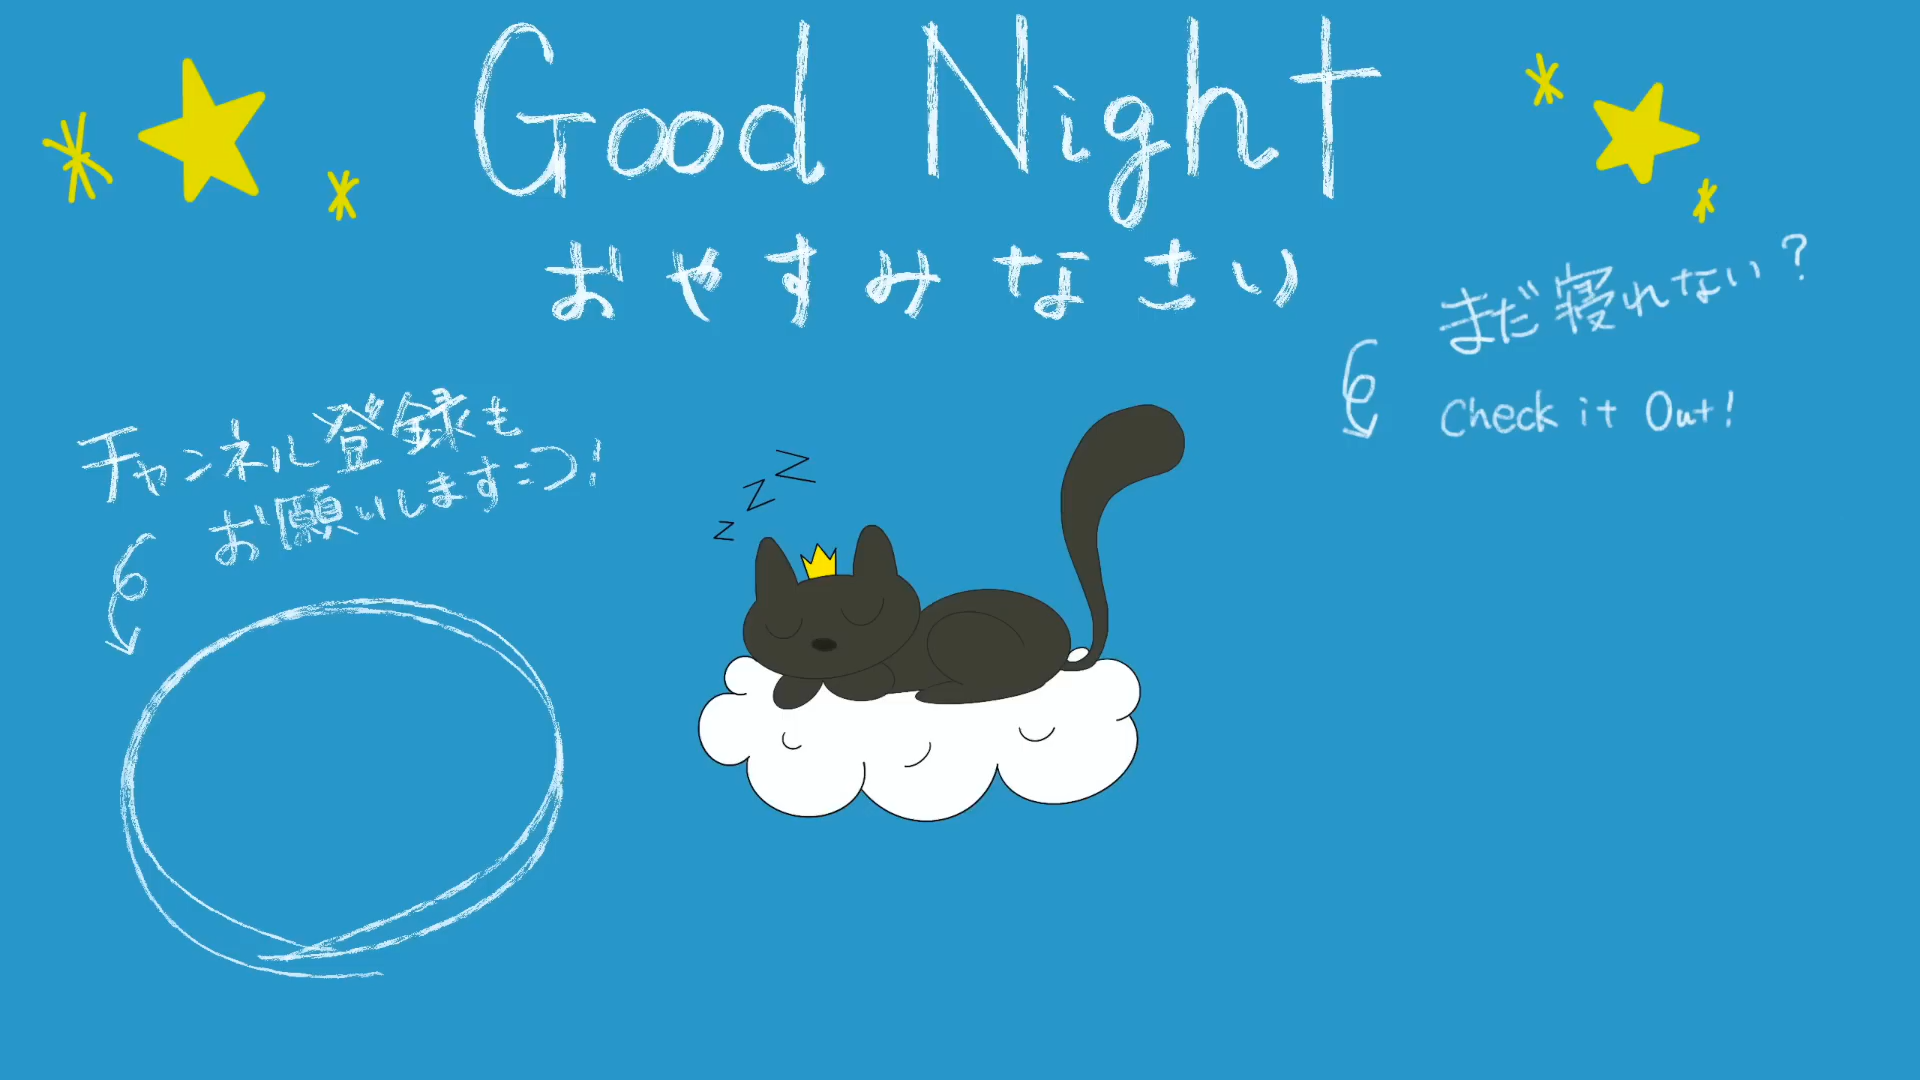 Good Night
おやすみなさい
まだ寝れない?
Check it Out!
チャンネル登録も
お願いします=つ!
z z z